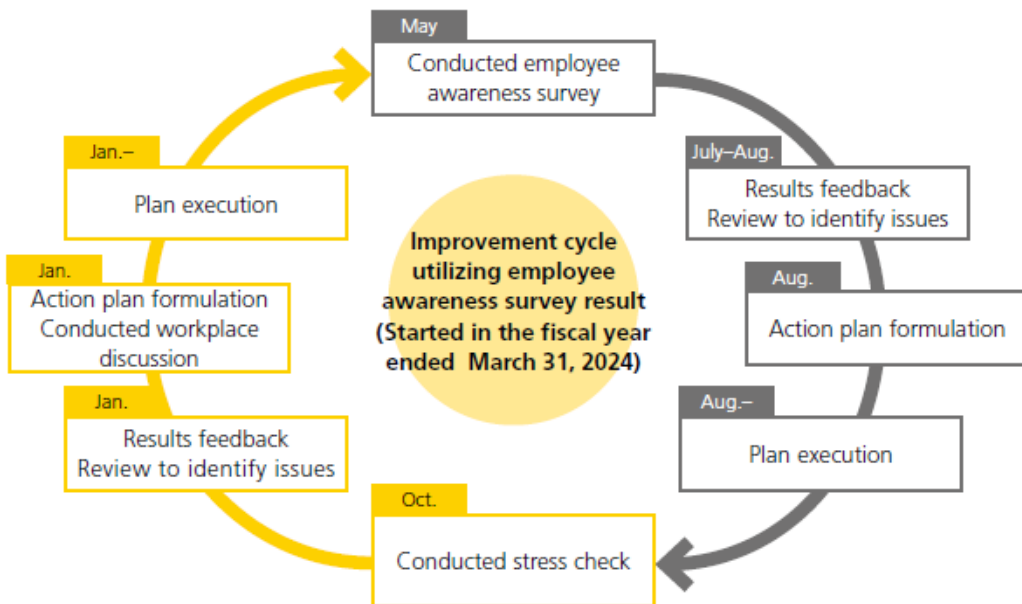 May
Conducted employee
awareness survey
July–Aug.
Results feedback
Review to identify issues
Aug.
Action plan formulation
Aug.–
Plan execution
Oct.
Conducted stress check
Jan.
Results feedback
Review to identify issues
Jan.
Action plan formulation
Conducted workplace
discussion
Jan.–
Plan execution
Improvement cycle
utilizing employee
awareness survey result
(Started in the fiscal year
ended March 31, 2024)